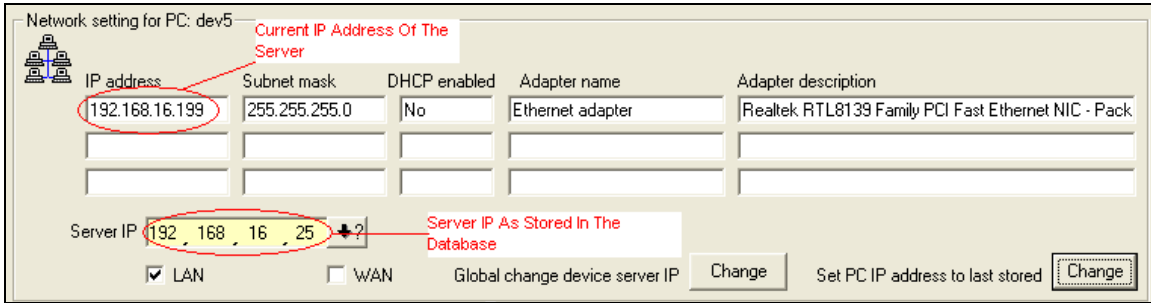 Network setting for PC: dev5
Current IP Address Of The
Server
IP address Subnet mask DHCP enabled Adapter name Adapter description
192.168.16.199 255.255.255.0 No Ethernet adapter Realtek RTL8139 Family PCI Fast Ethernet NIC - Pack
Server IP 192 . 168 . 16 . 25 ?
Server IP As Stored In The
Database
LAN WAN Global change device server IP Change Set PC IP address to last stored Change